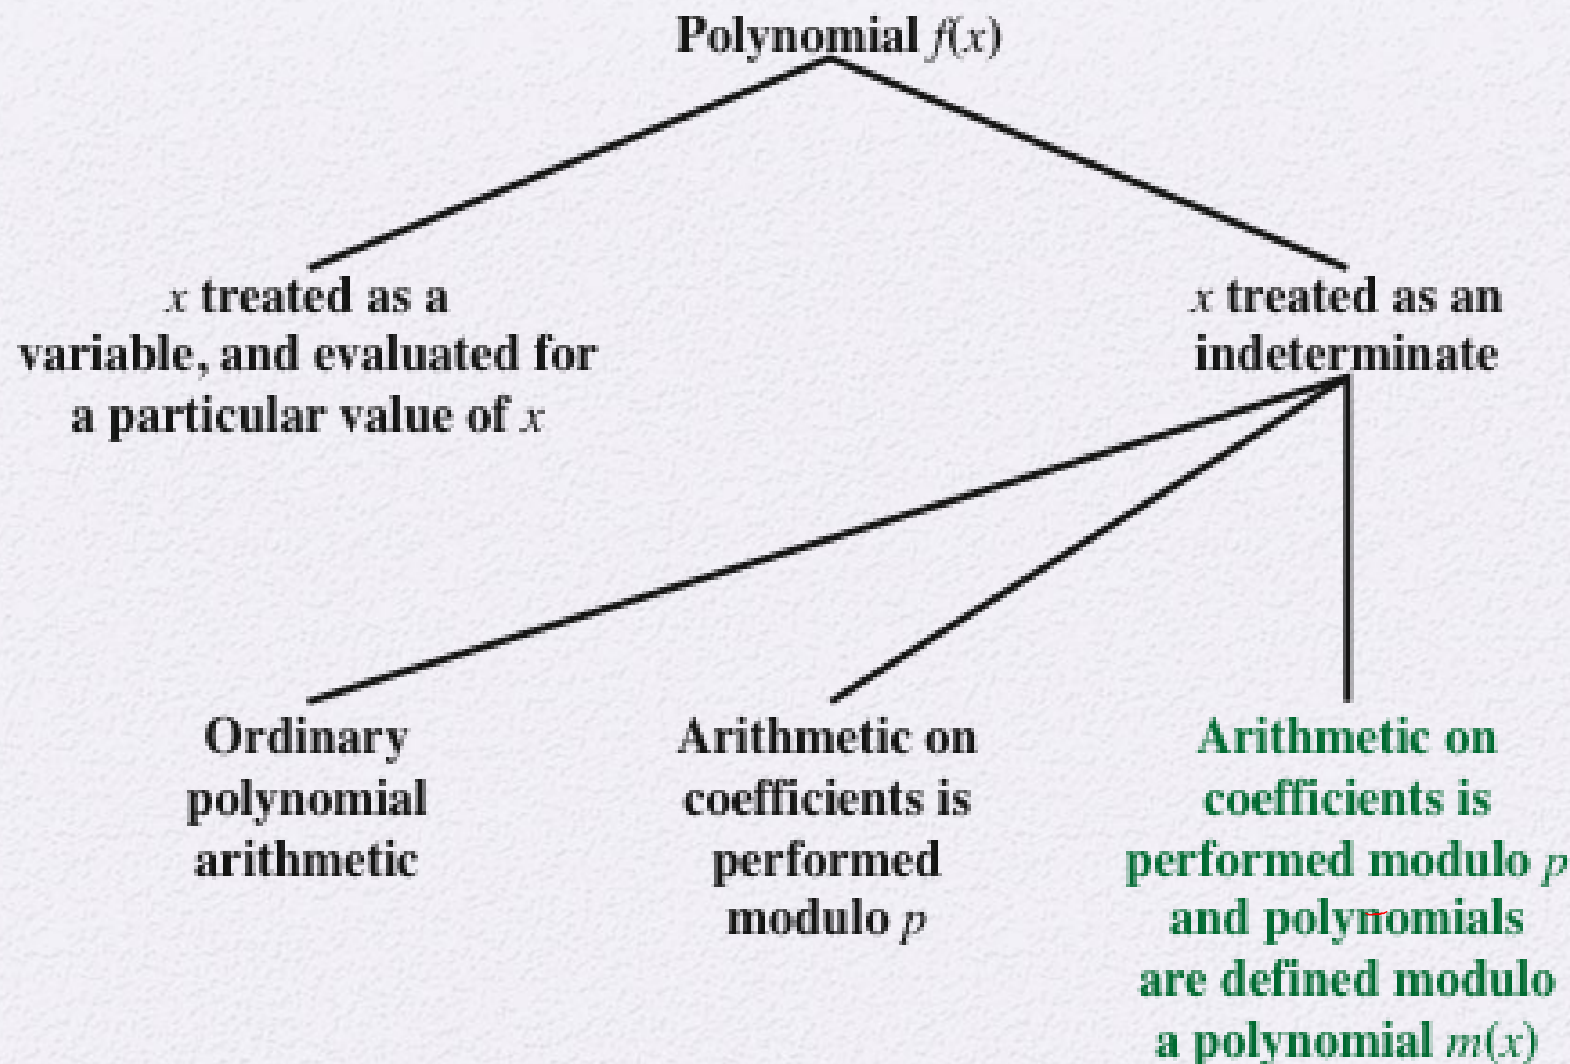 Polynomial f(x)
x treated as a
variable, and evaluated for
a particular value of x
x treated as an
indeterminate
Ordinary
polynomial
arithmetic
Arithmetic on
coefficients is
performed
modulo p
Arithmetic on
coefficients is
performed modulo p
and polynomials
are defined modulo
a polynomial m(x)